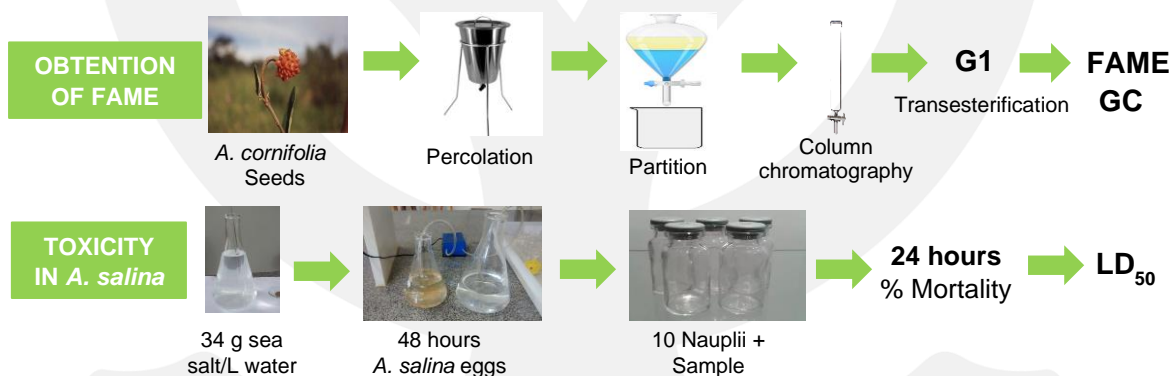 OBTENTION
OF FAME
A. cornifolia
Seeds
Percolation
Partition
Column
chromatography
G1
Transesterification
FAME
GC
TOXICITY
IN A. salina
34 g sea
salt/L water
48 hours
A. salina eggs
10 Nauplii +
Sample
24 hours
% Mortality
LD50